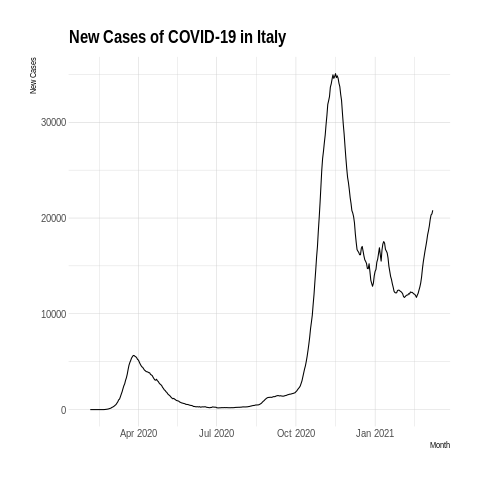 New Cases of COVID-19 in Italy
New Cases
30000
20000
10000
0
Apr 2020 Jul 2020 Oct 2020 Jan 2021
Month